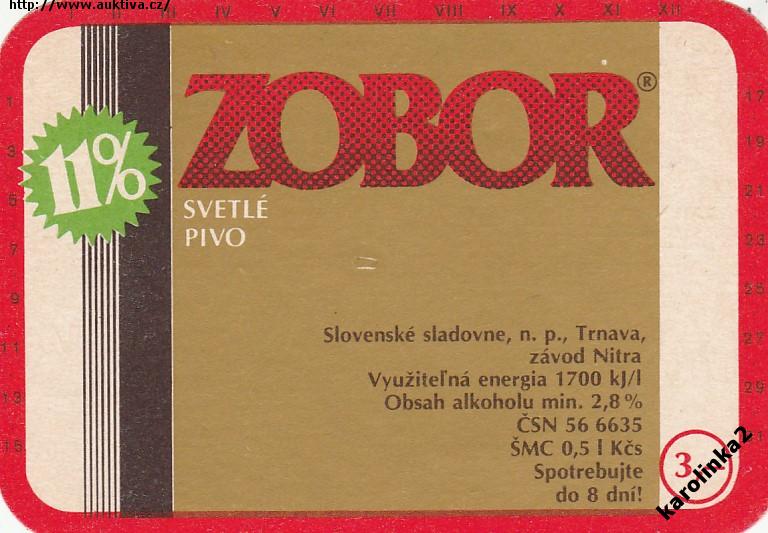 http://www.auktiva.cz/
I II III IV V VI VII VIII IX X XI XII
1 17
3 19
5 21
7 23
9 25
11 27
13 29
15 31
11%
ZOBOR®
SVETLÉ
PIVO
Slovenské sladovne, n. p., Trnava,
závod Nitra
Využiteľná energia 1700 kJ/l
Obsah alkoholu min. 2,8 %
ČSN 56 6635
ŠMC 0,5 l Kčs
Spotrebujte
do 8 dní!
3.
karolinka2